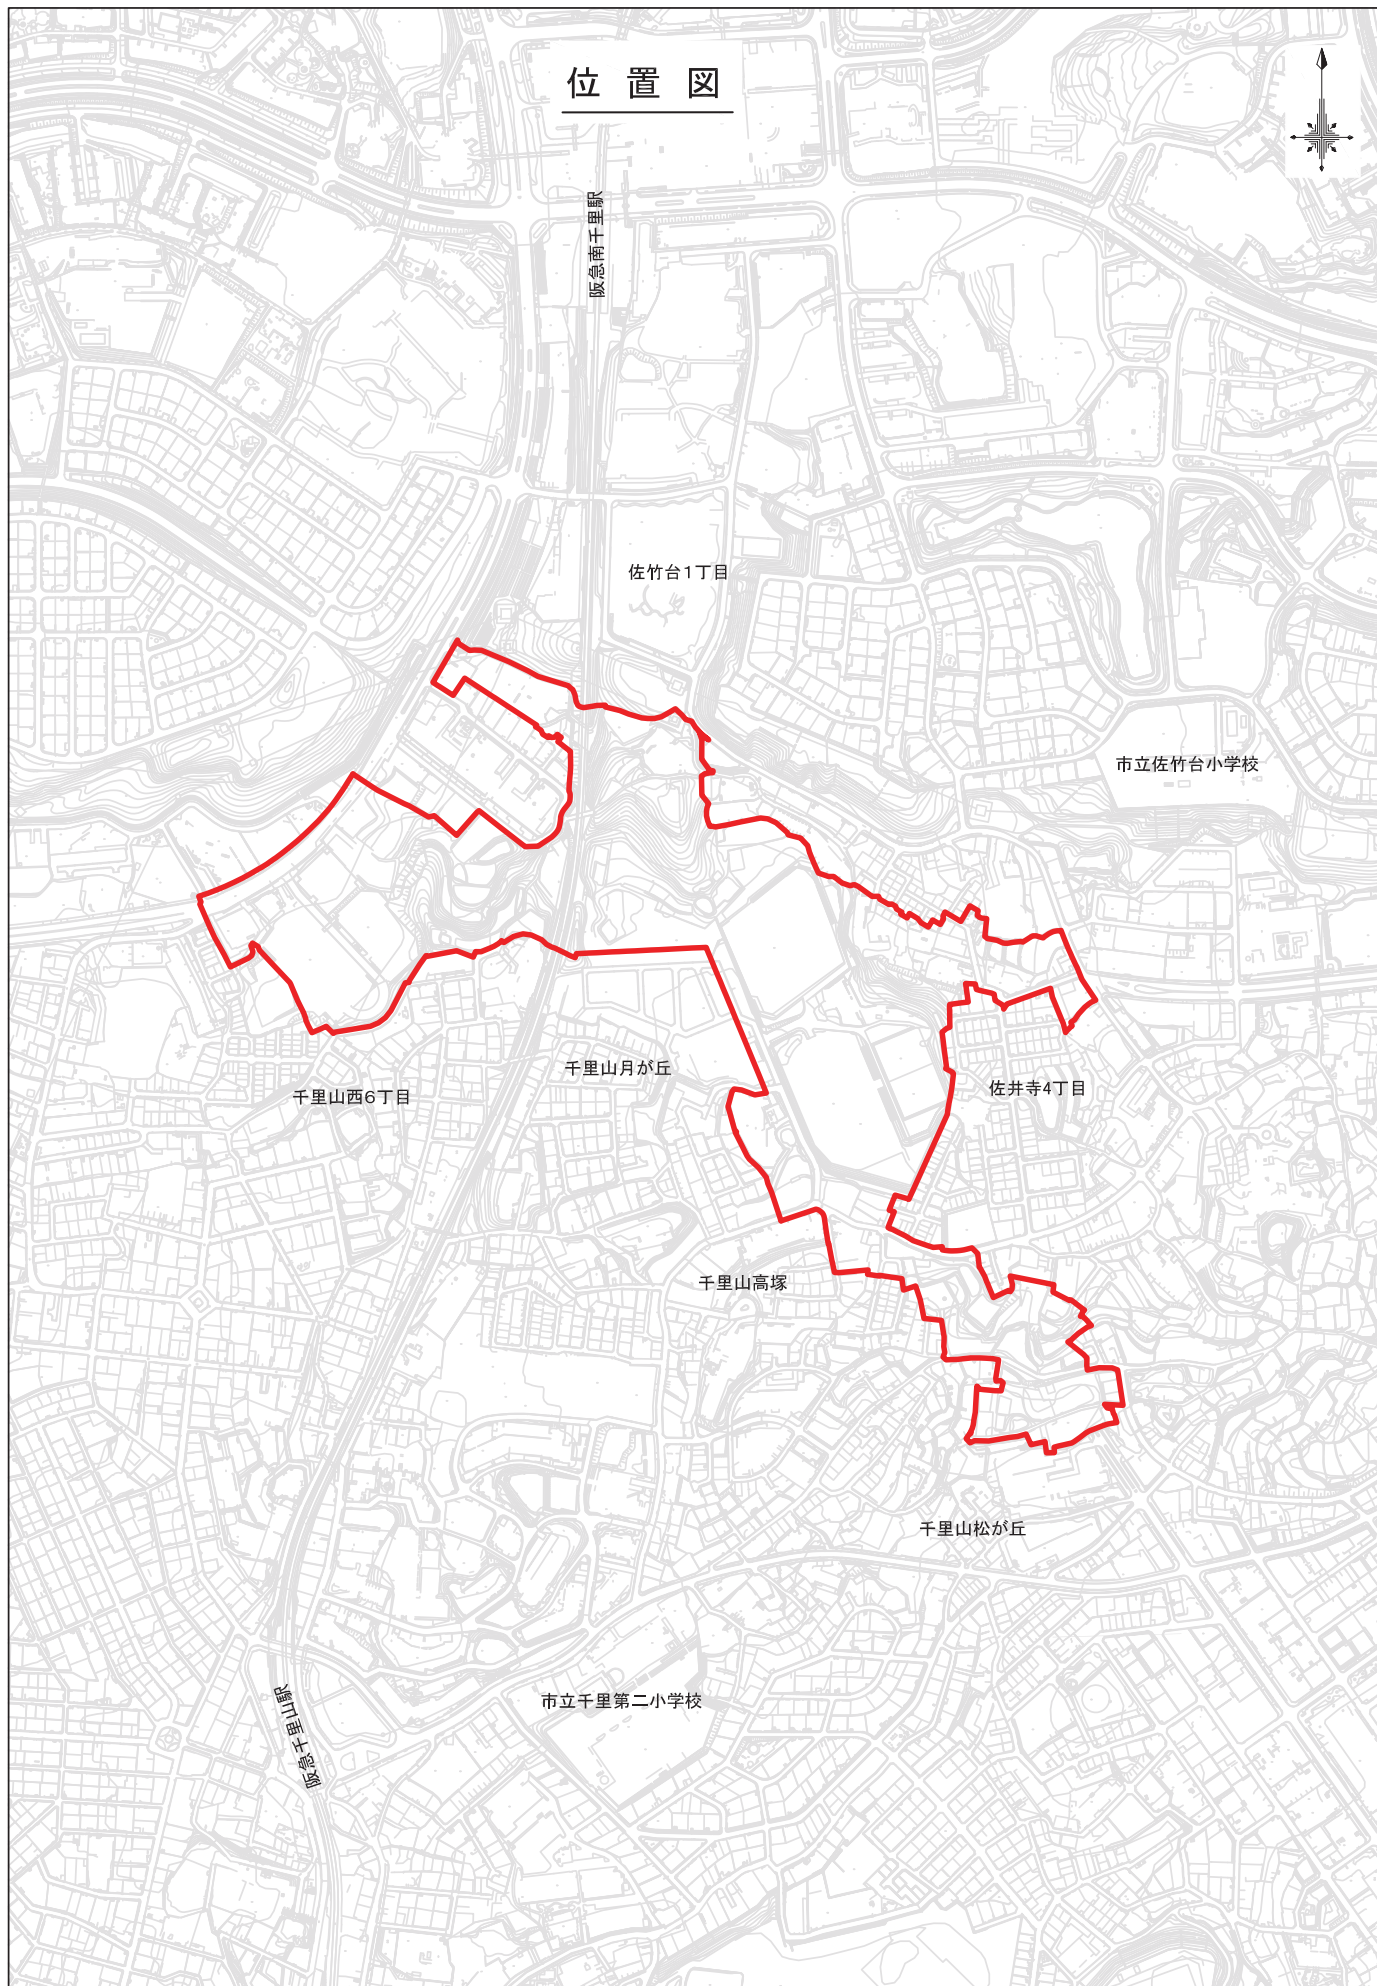 位置図
阪急南千里駅
佐竹台1丁目
市立佐竹台小学校
千里山月が丘
佐井寺4丁目
千里山西6丁目
千里山高塚
千里山松が丘
市立千里第二小学校
阪急千里山駅